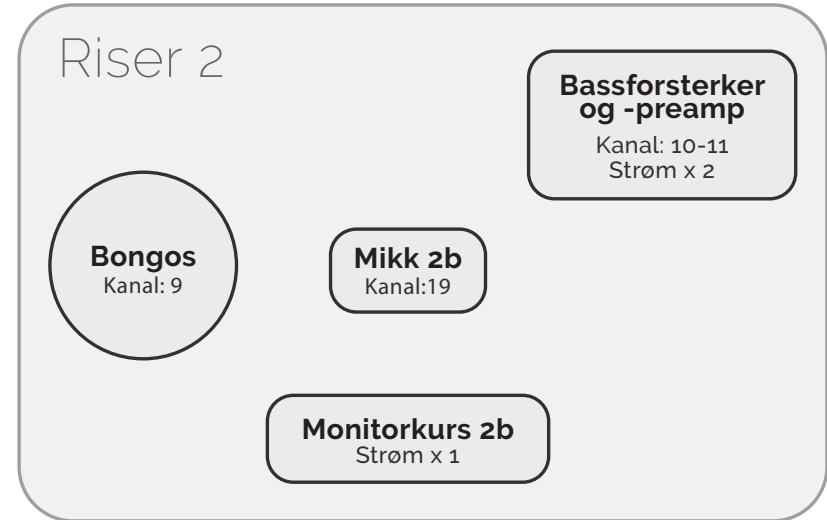 Riser 2
Bassforsterker
og -preamp
Kanal: 10-11
Strøm x 2
Bongos
Kanal: 9
Mikk 2b
Kanal:19
Monitorkurs 2b
Strøm x 1